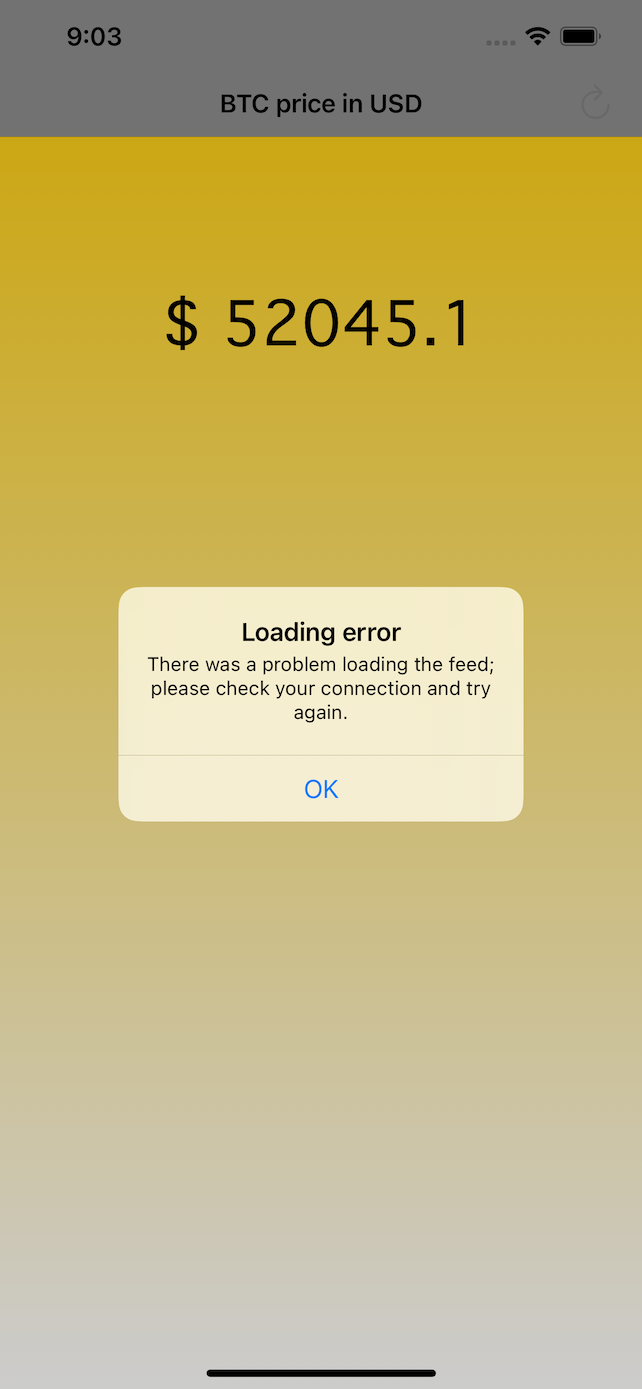 9:03
BTC price in USD
$ 52045.1
Loading error
There was a problem loading the feed;
please check your connection and try
again.
OK